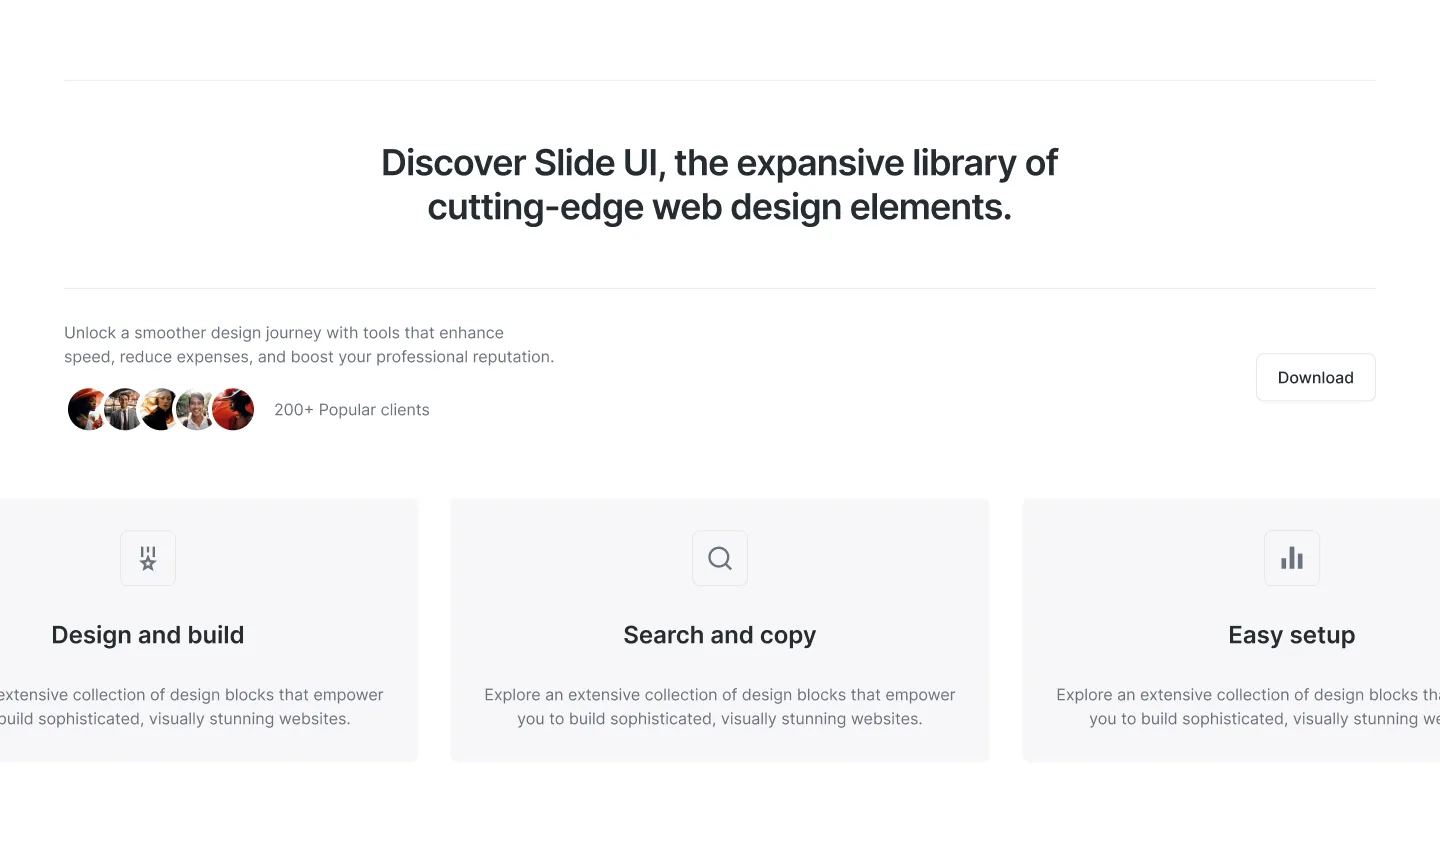 Discover Slide UI, the expansive library of
cutting-edge web design elements.
Unlock a smoother design journey with tools that enhance
speed, reduce expenses, and boost your professional reputation.
200+ Popular clients
Download
Design and build
extensive collection of design blocks that empower
build sophisticated, visually stunning websites.
Search and copy
Explore an extensive collection of design blocks that empower
you to build sophisticated, visually stunning websites.
Easy setup
Explore an extensive collection of design blocks
you to build sophisticated, visually stunning